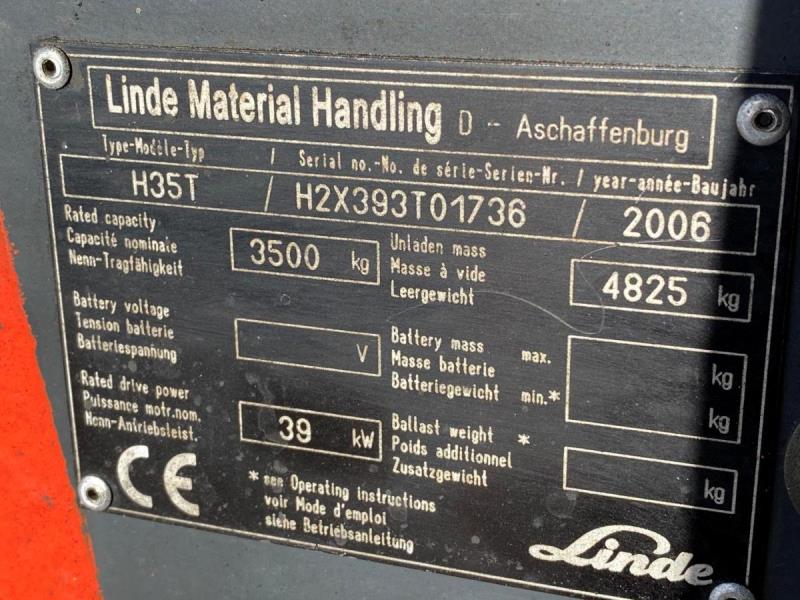 Linde Material Handling D - Aschaffenburg
Type-Modèle-Typ / Serial no.-No. de série-Serien-Nr. / year-année-Baujahr
H35T / H2X393T01736 / 2006
Rated capacity
Capacité nominale
Nenn-Tragfähigkeit
3500 kg
Unladen mass
Masse à vide
Leergewicht
4825 kg
Battery voltage
Tension batterie
Batteriespannung
V
Battery mass max.
Masse batterie
Batteriegewicht min.*
kg
kg
Rated drive power
Puissance motr.nom.
Nenn-Antriebsleist.
39 kW
Ballast weight *
Poids additionnel
Zusatzgewicht
kg
CE
* see Operating instructions
voir Mode d'emploi
siehe Betriebsanleitung
Linde